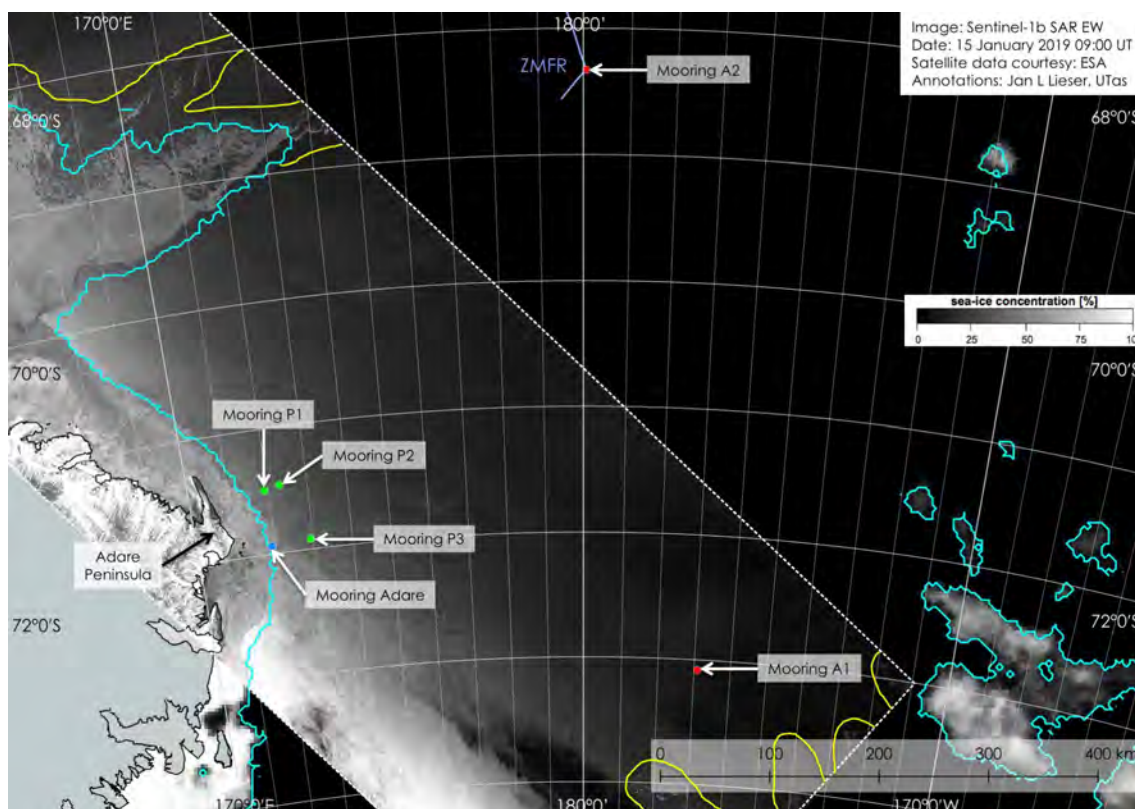 170°0'E
180°0'
Image: Sentinel-1b SAR EW
Date: 15 January 2019 09:00 UT
Satellite data courtesy: ESA
Annotations: Jan L Lieser, UTas
ZMFR
Mooring A2
68°0'S
68°0'S
sea-ice concentration [%]
0 25 50 75 10
70°0'S
70°0'S
Mooring P1
Mooring P2
Mooring P3
Adare
Peninsula
Mooring Adare
72°0'S
72°0'S
Mooring A1
0 100 200 300 400 km
170°0'E
180°0'
170°0'W